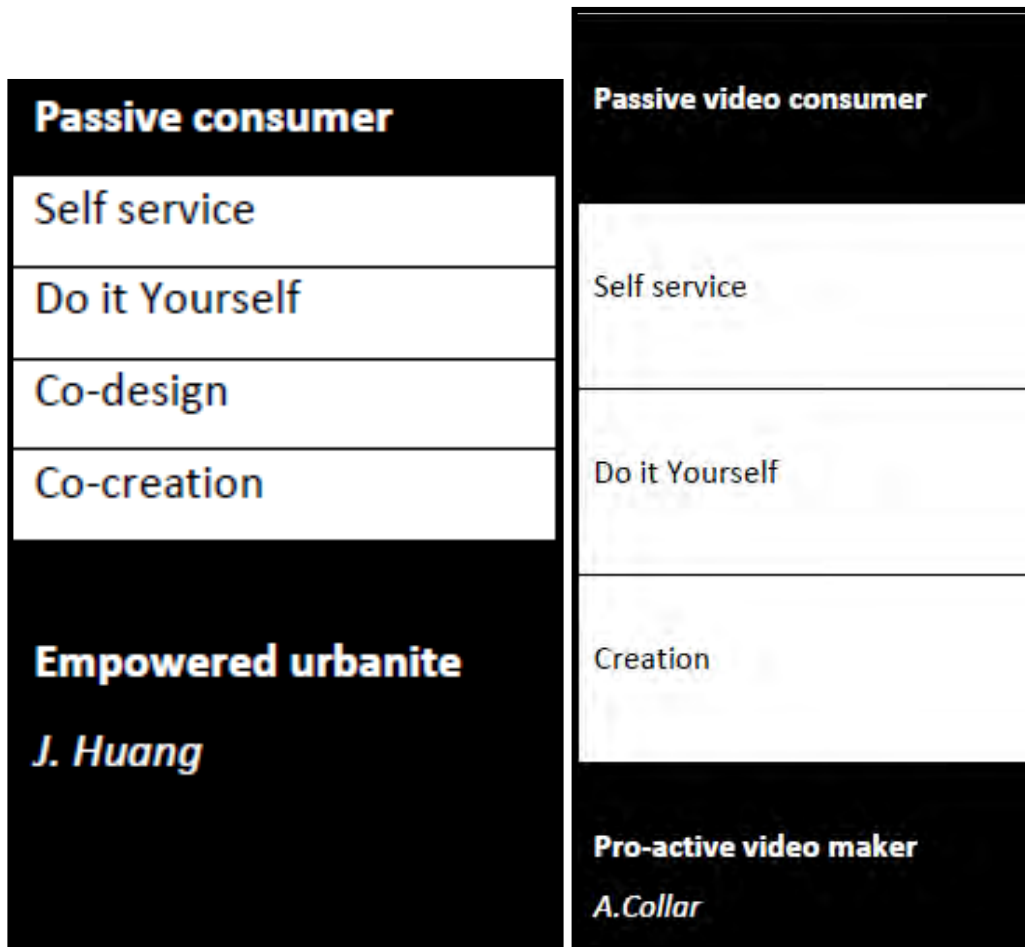 Passive consumer
Self service
Do it Yourself
Co-design
Co-creation
Empowered urbanite
J. Huang
Passive video consumer
Self service
Do it Yourself
Creation
Pro-active video maker
A.Collar